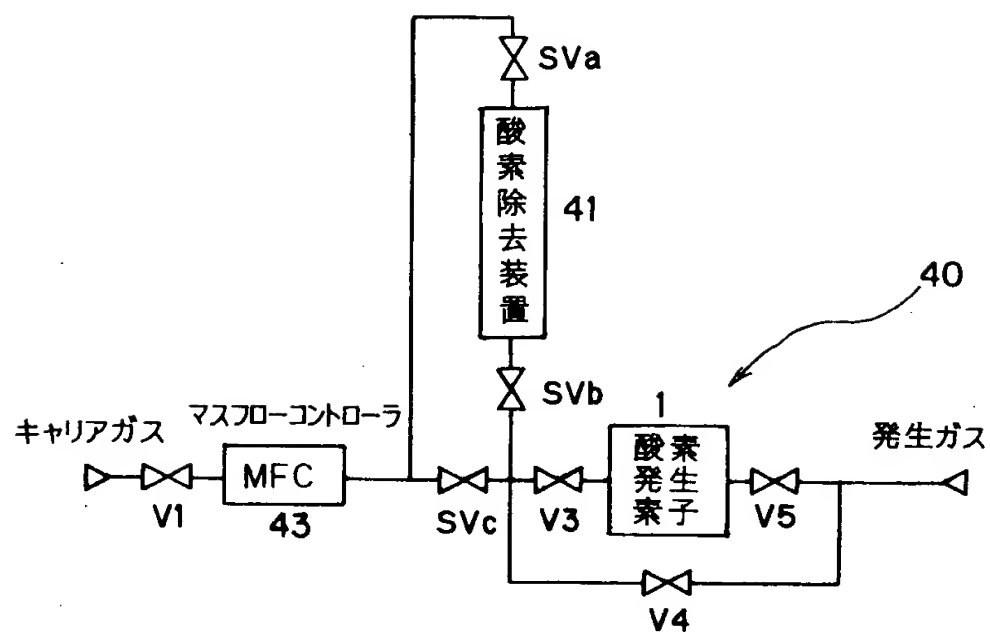 SVa
酸素除去装置
41
40
SVb
マスフローコントローラ
1
キャリアガス
発生ガス
MFC
酸素
発生
素子
V1
43
SVc
V3
V5
V4